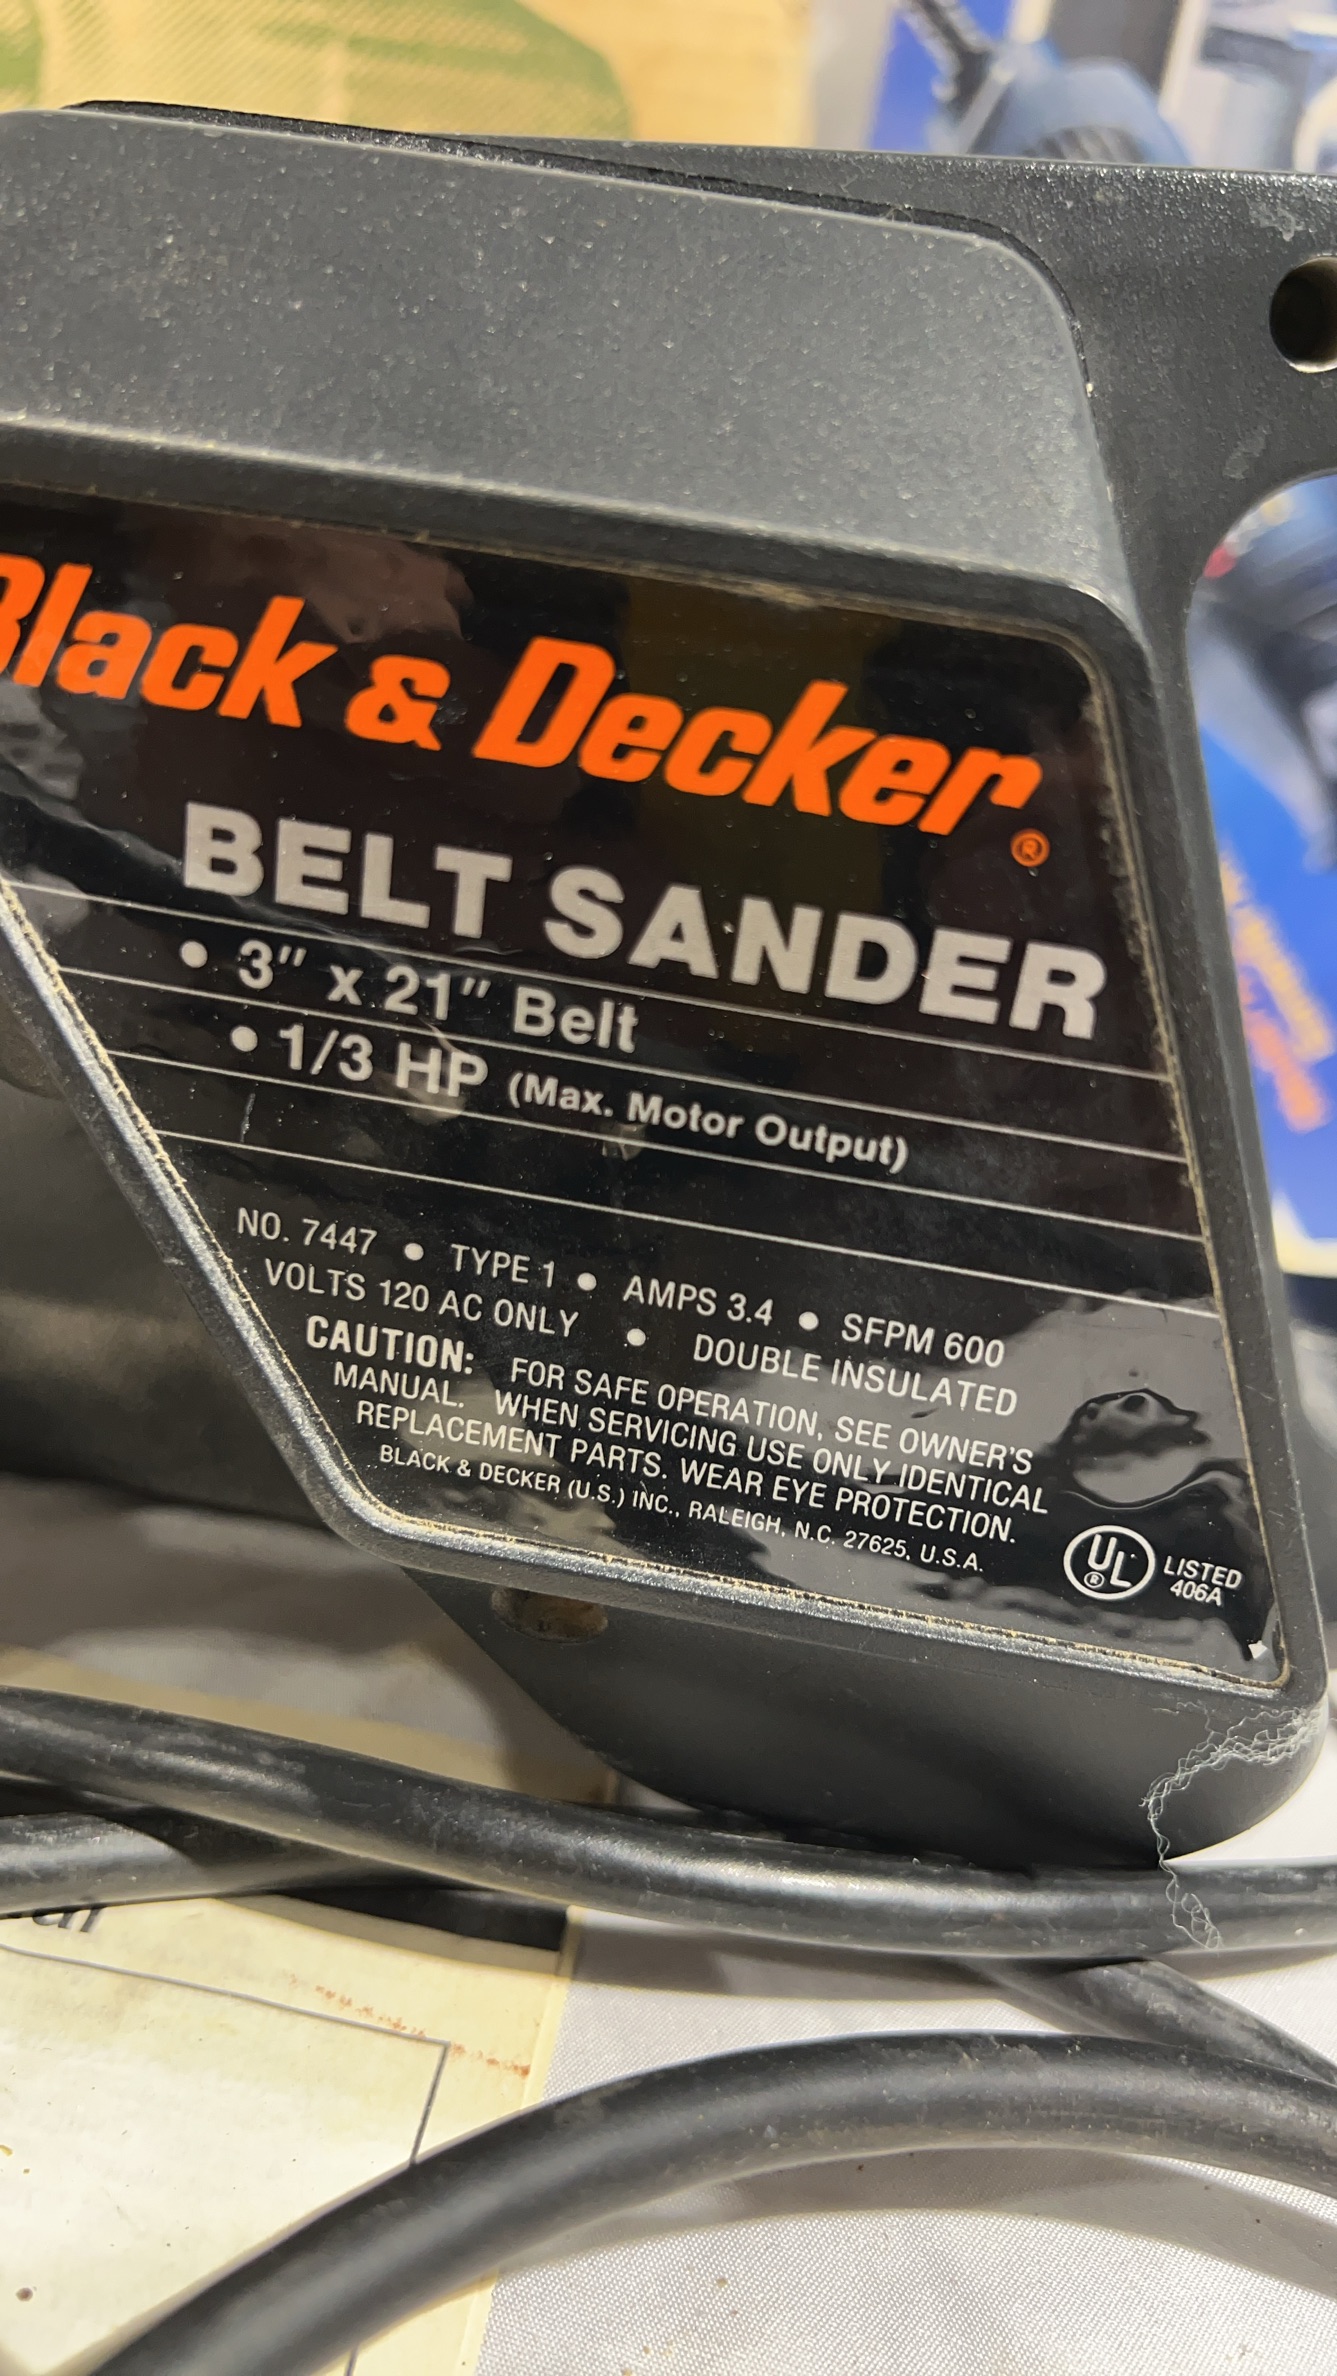 Black & Decker®
BELT SANDER
• 3" x 21" Belt
• 1/3 HP (Max. Motor Output)
NO. 7447 • TYPE 1 • AMPS 3.4 • SFPM 600
VOLTS 120 AC ONLY • DOUBLE INSULATED
CAUTION: FOR SAFE OPERATION, SEE OWNER'S
MANUAL. WHEN SERVICING USE ONLY IDENTICAL
REPLACEMENT PARTS. WEAR EYE PROTECTION.
BLACK & DECKER (U.S.) INC., RALEIGH, N.C. 27625, U.S.A.
UL® LISTED
406A